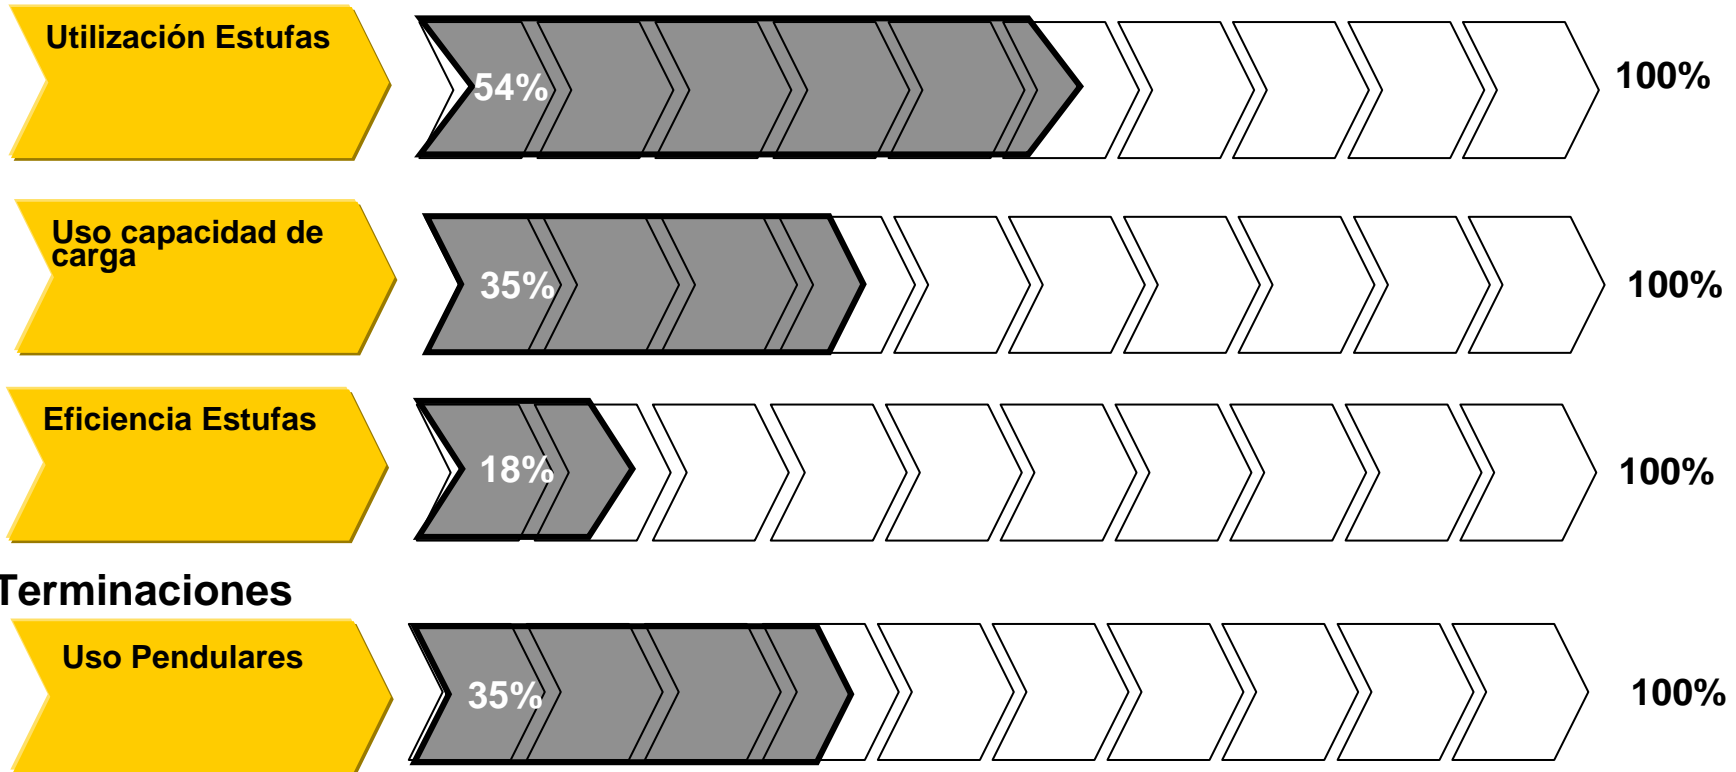 Utilización Estufas
54%
100%
Uso capacidad de
carga
35%
100%
Eficiencia Estufas
18%
100%
Terminaciones
Uso Pendulares
35%
100%